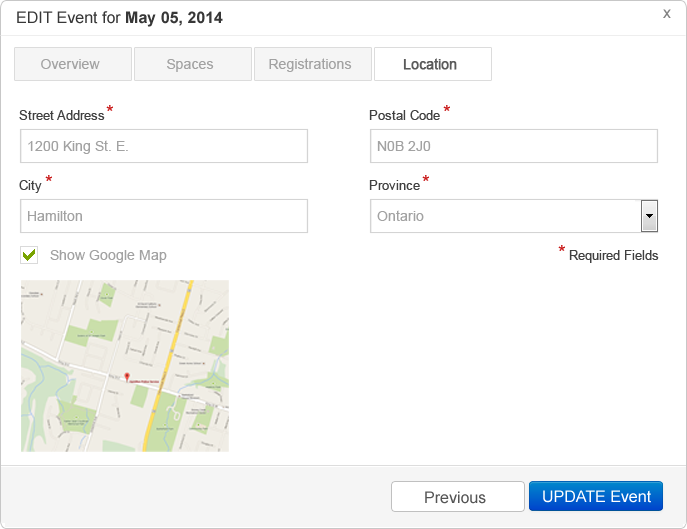 EDIT Event for May 05, 2014 x
Overview Spaces Registrations Location
Street Address* Postal Code*
1200 King St. E. N0B 2J0
City* Province*
Hamilton Ontario
Show Google Map * Required Fields
Previous UPDATE Event